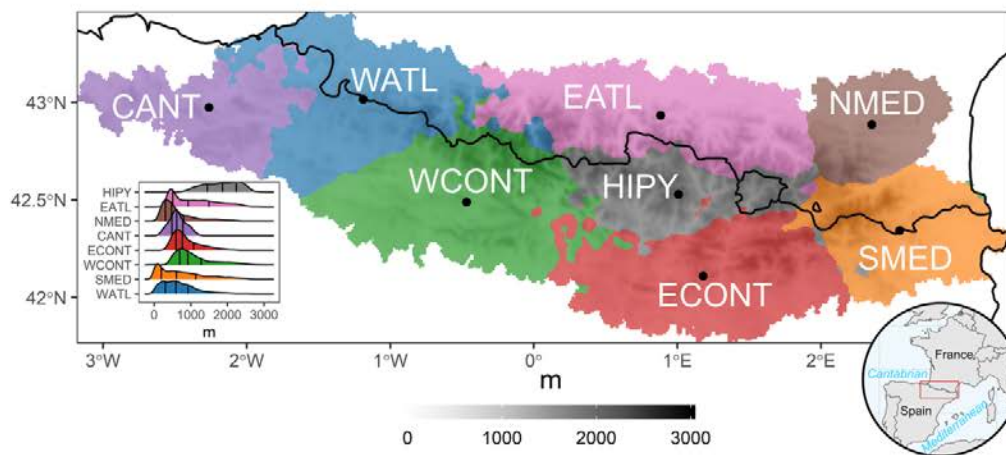 43°N
42.5°N
42°N
CANT
WATL
EATL
NMED
WCONT
HIPY
ECONT
SMED
HIPY
EATL
NMED
CANT
ECONT
WCONT
SMED
WATL
0 1000 2000 3000
m
3°W 2°W 1°W 0° 1°E 2°E
m
0 1000 2000 3000
France
Cantabrian
Spain
Mediterranean